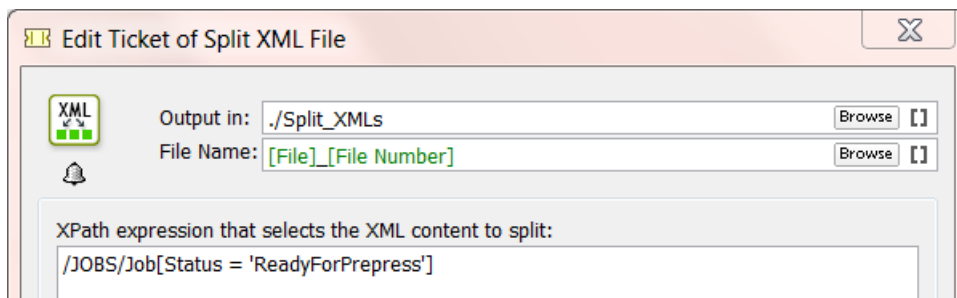 Edit Ticket of Split XML File
XML
Output in: ./Split_XMLs Browse []
File Name: [File]_[File Number] Browse []
XPath expression that selects the XML content to split:
/JOBS/Job[Status = 'ReadyForPrepress']